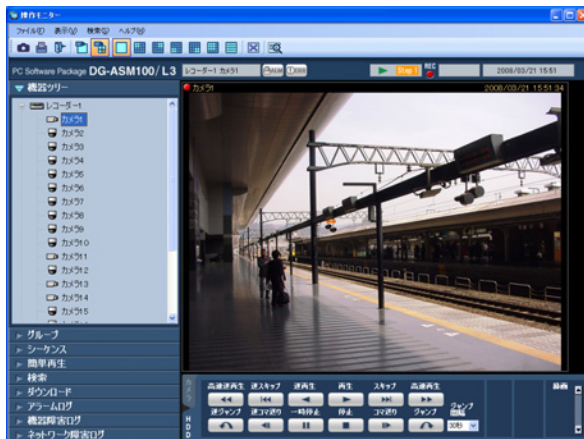 操作モニター
ファイル(F) 表示(V) 検索(S) ヘルプ(H)
PC Software Package DG-ASM100/L3
レコーダー1 カメラ1
Step 1
REC
2008/03/21 15:51
機器ツリー
レコーダー1
カメラ1
カメラ2
カメラ3
カメラ4
カメラ5
カメラ6
カメラ7
カメラ8
カメラ9
カメラ10
カメラ11
カメラ12
カメラ13
カメラ14
カメラ15
グループ
シーケンス
簡単再生
検索
ダウンロード
アラームログ
機器障害ログ
ネットワーク障害ログ
カメラ1
2008/03/21 15:51:34
カメラ
HDD
高速逆再生 逆スキップ 逆再生 再生 スキップ 高速再生
逆ジャンプ 逆コマ送り 一時停止 停止 コマ送り ジャンプ
ジャンプ間隔
30秒
録画